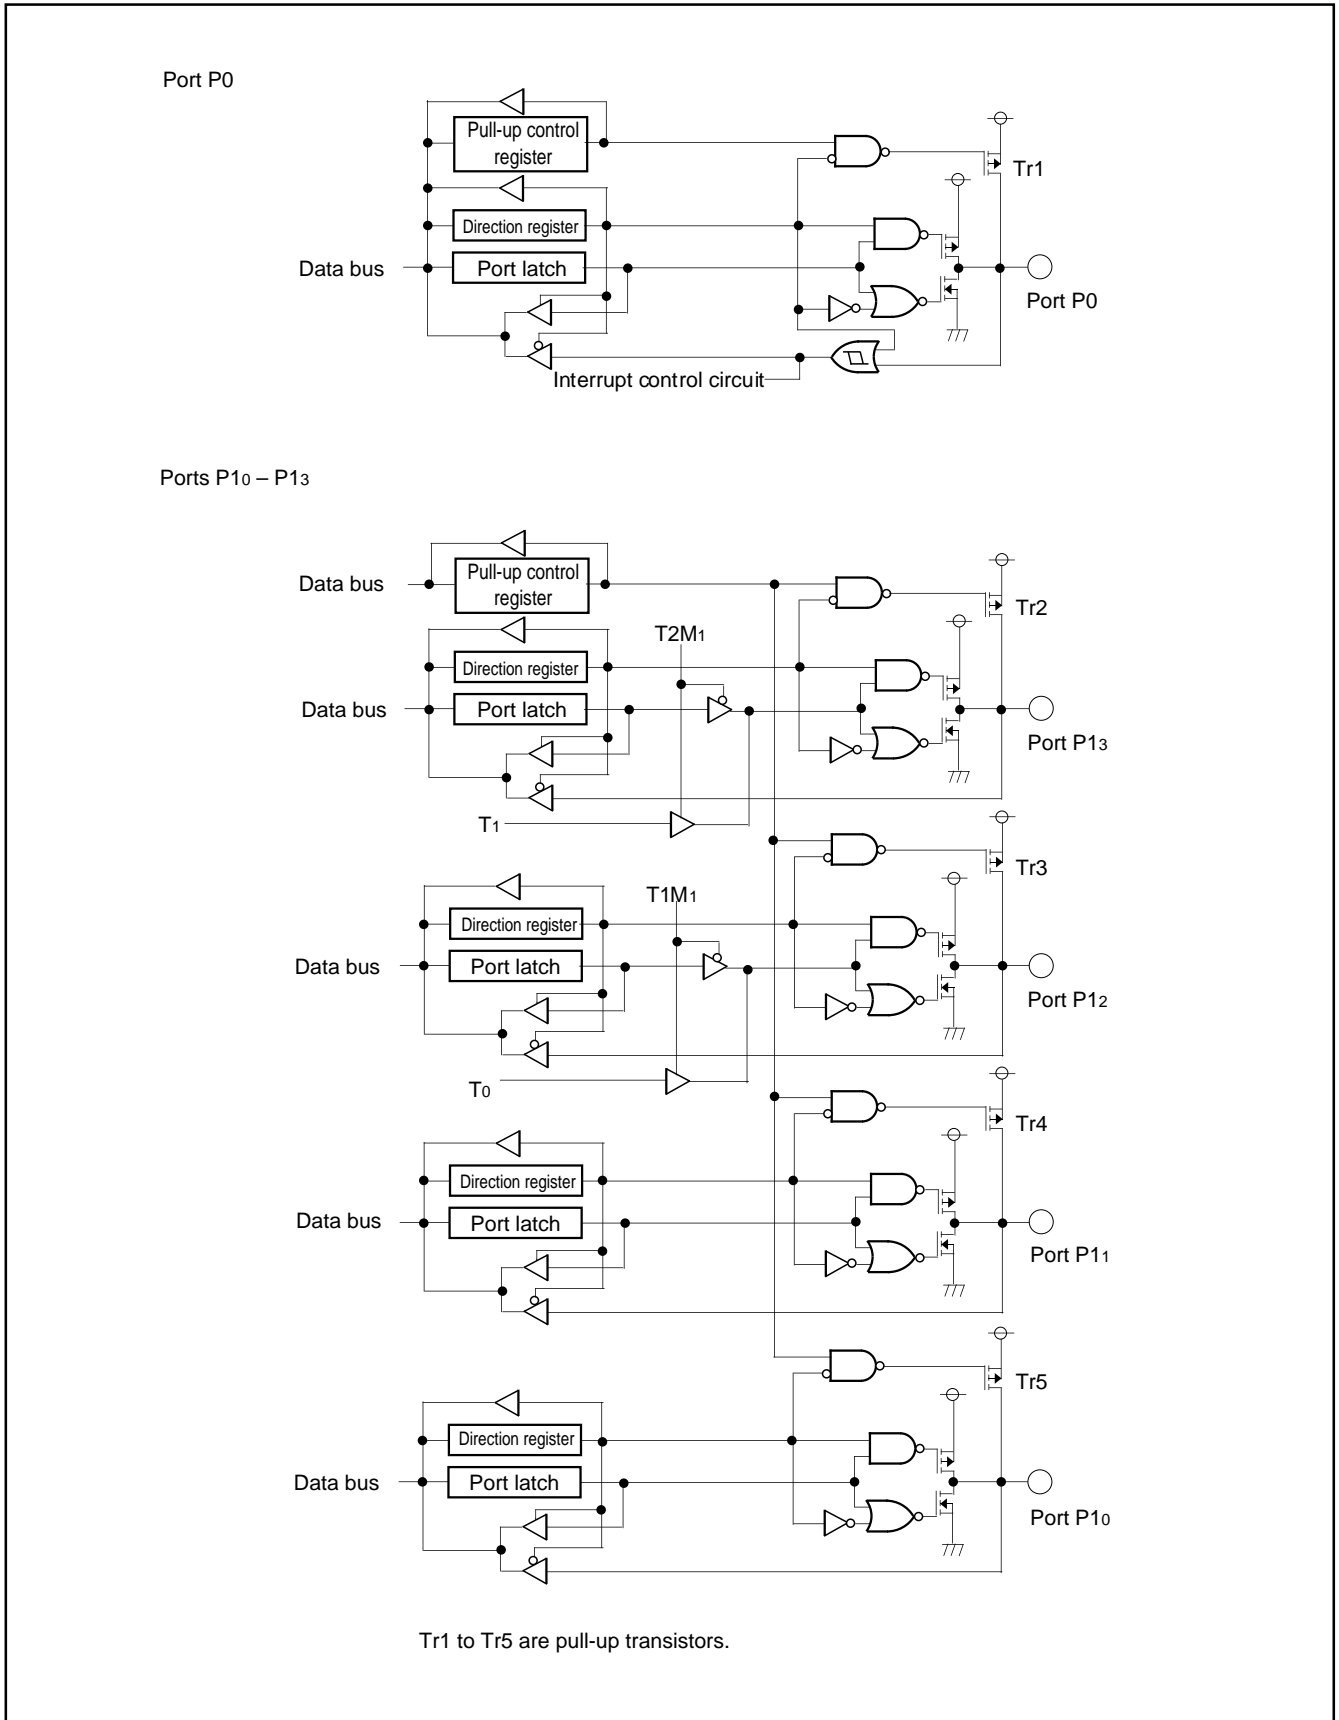 Port P0
Pull-up control
register
Tr1
Direction register
Data bus
Port latch
Port P0
Interrupt control circuit
Ports P10 – P13
Data bus
Pull-up control
register
Tr2
T2M1
Direction register
Data bus
Port latch
Port P13
T1
Tr3
T1M1
Direction register
Data bus
Port latch
Port P12
T0
Tr4
Direction register
Data bus
Port latch
Port P11
Tr5
Direction register
Data bus
Port latch
Port P10
Tr1 to Tr5 are pull-up transistors.